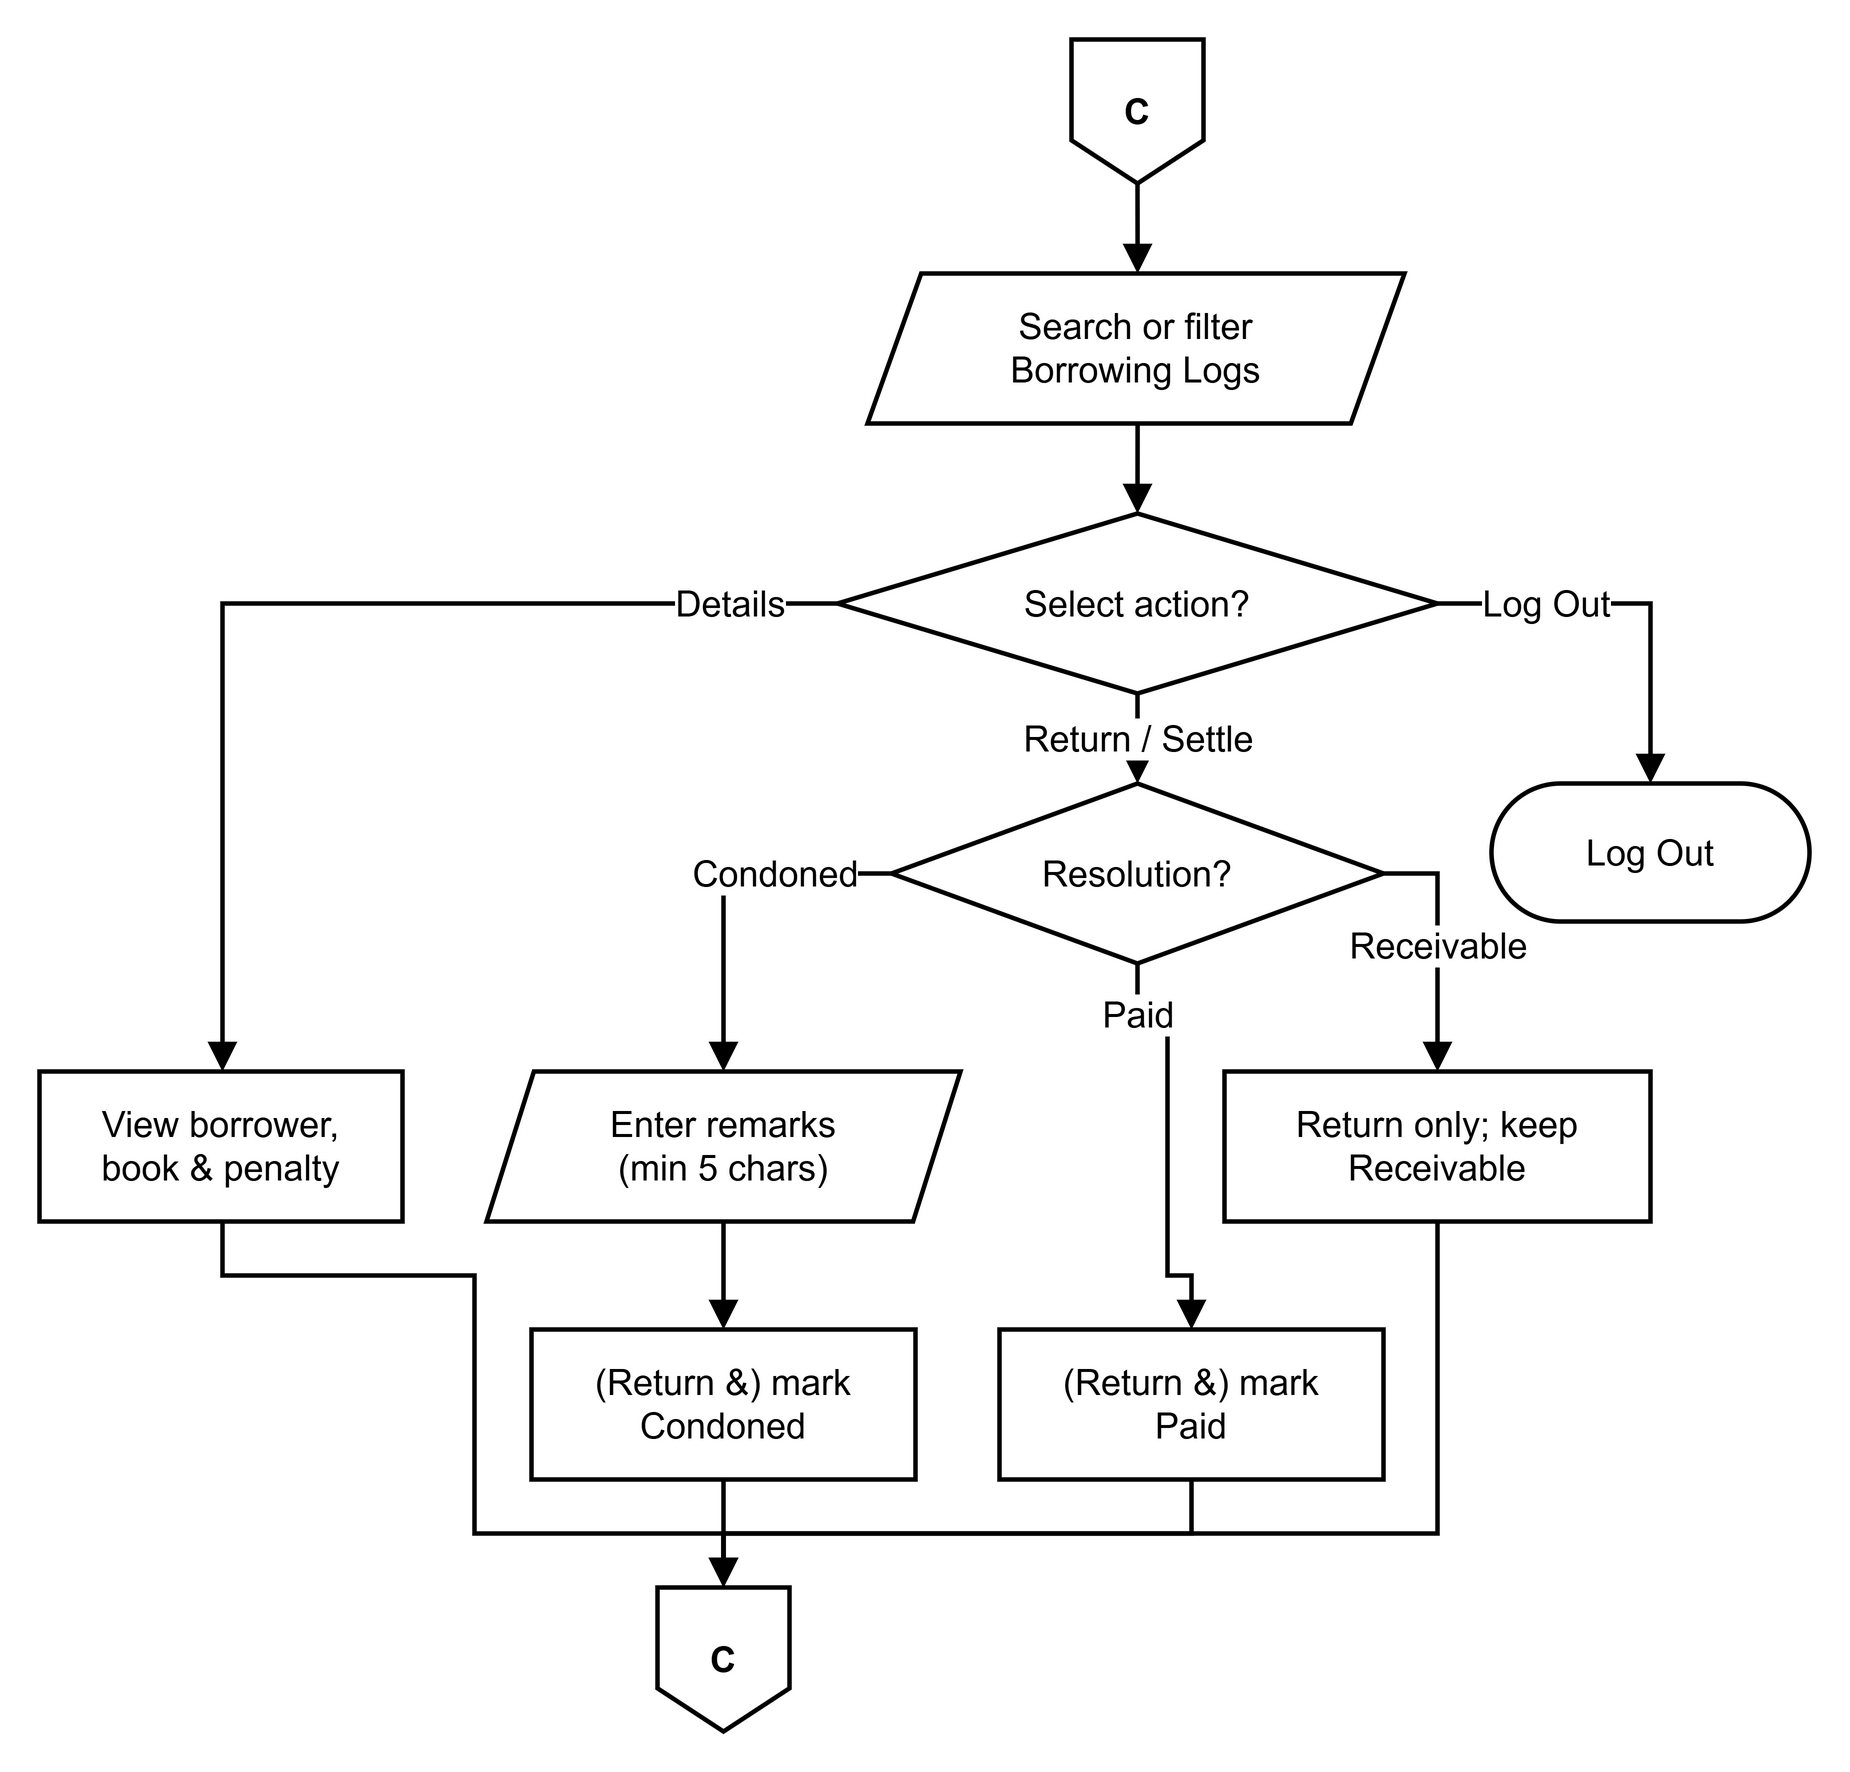 C
Search or filter
Borrowing Logs
Details
Select action?
Log Out
Return / Settle
Condoned
Resolution?
Log Out
Receivable
Paid
View borrower,
book & penalty
Enter remarks
(min 5 chars)
Return only; keep
Receivable
(Return &) mark
Condoned
(Return &) mark
Paid
C